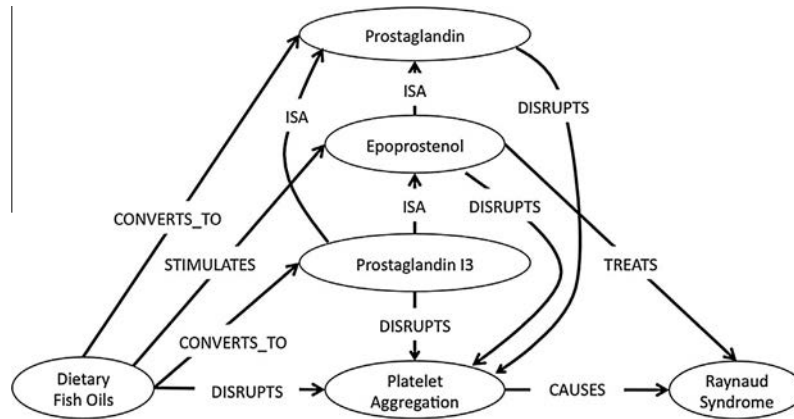 Prostaglandin
ISA
DISRUPTS
ISA
Epoprostenol
CONVERTS_TO
ISA
DISRUPTS
STIMULATES
Prostaglandin I3
TREATS
DISRUPTS
CONVERTS_TO
Dietary
Fish Oils
DISRUPTS
Platelet
Aggregation
CAUSES
Raynaud
Syndrome